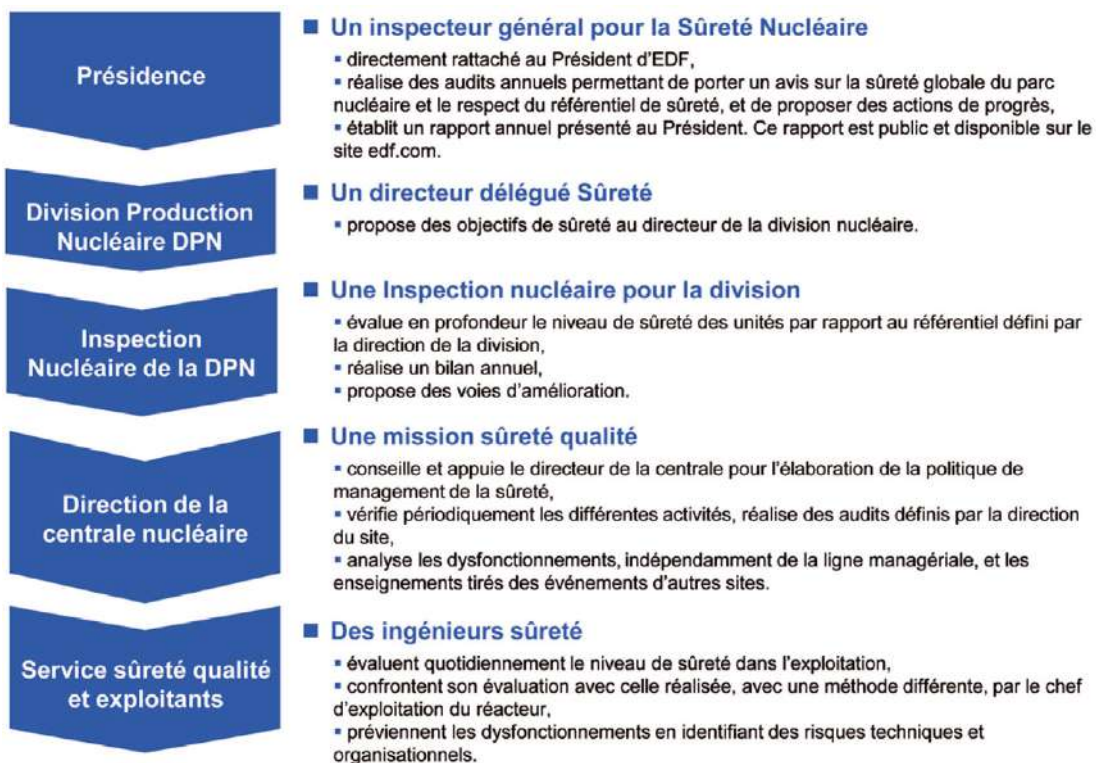 Présidence
■ Un inspecteur général pour la Sûreté Nucléaire
▪ directement rattaché au Président d'EDF,
▪ réalise des audits annuels permettant de porter un avis sur la sûreté globale du parc
nucléaire et le respect du référentiel de sûreté, et de proposer des actions de progrès,
▪ établit un rapport annuel présenté au Président. Ce rapport est public et disponible sur le
site edf.com.
Division Production
Nucléaire DPN
■ Un directeur délégué Sûreté
▪ propose des objectifs de sûreté au directeur de la division nucléaire.
Inspection
Nucléaire de la DPN
■ Une Inspection nucléaire pour la division
▪ évalue en profondeur le niveau de sûreté des unités par rapport au référentiel défini par
la direction de la division,
▪ réalise un bilan annuel,
▪ propose des voies d'amélioration.
Direction de la
centrale nucléaire
■ Une mission sûreté qualité
▪ conseille et appuie le directeur de la centrale pour l'élaboration de la politique de
management de la sûreté,
▪ vérifie périodiquement les différentes activités, réalise des audits définis par la direction
du site,
▪ analyse les dysfonctionnements, indépendamment de la ligne managériale, et les
enseignements tirés des événements d'autres sites.
Service sûreté qualité
et exploitants
■ Des ingénieurs sûreté
▪ évaluent quotidiennement le niveau de sûreté dans l'exploitation,
▪ confrontent son évaluation avec celle réalisée, avec une méthode différente, par le chef
d'exploitation du réacteur,
▪ préviennent les dysfonctionnements en identifiant des risques techniques et
organisationnels.